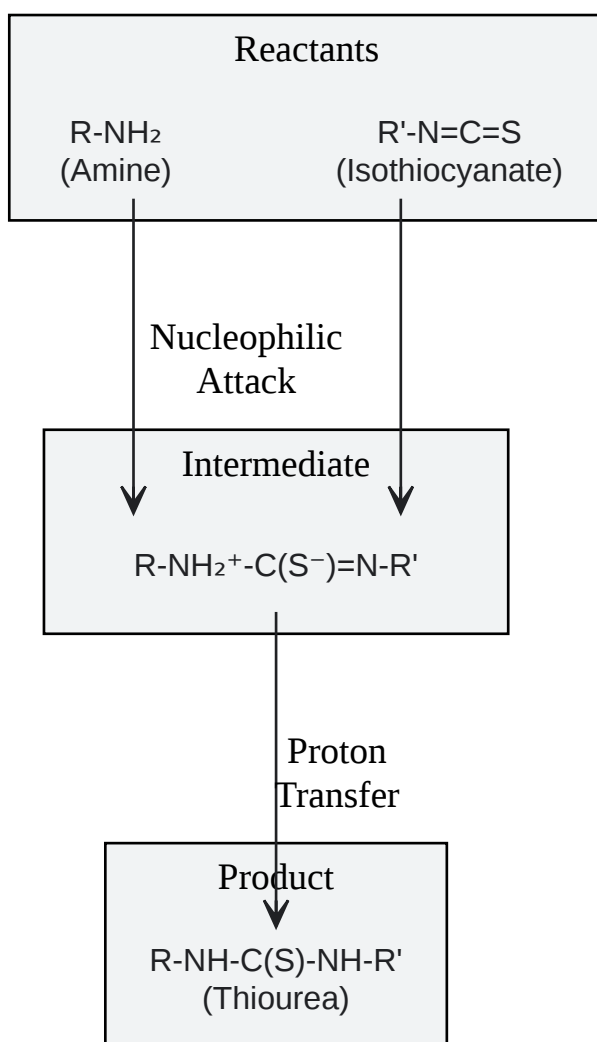 Reactants
R-NH₂
(Amine)
R'-N=C=S
(Isothiocyanate)
Nucleophilic
Attack
Intermediate
R-NH₂⁺-C(S⁻)=N-R'
Proton
Transfer
Product
R-NH-C(S)-NH-R'
(Thiourea)